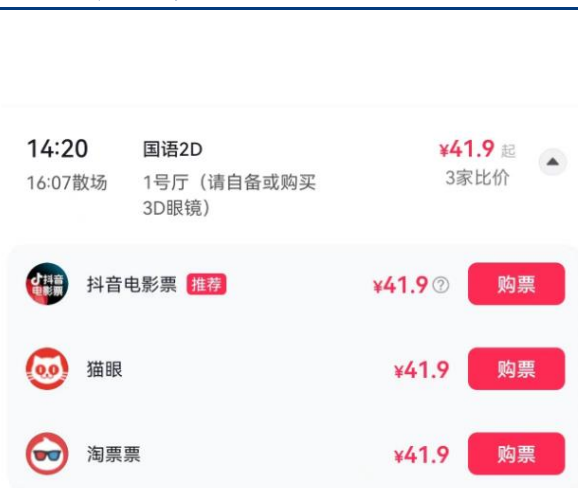 14:20 国语2D ¥41.9 起
16:07散场 1号厅（请自备或购买 3家比价
3D眼镜）
抖音电影票 抖音电影票 推荐 ¥41.9 ? 购票
猫眼 ¥41.9 购票
淘票票 ¥41.9 购票